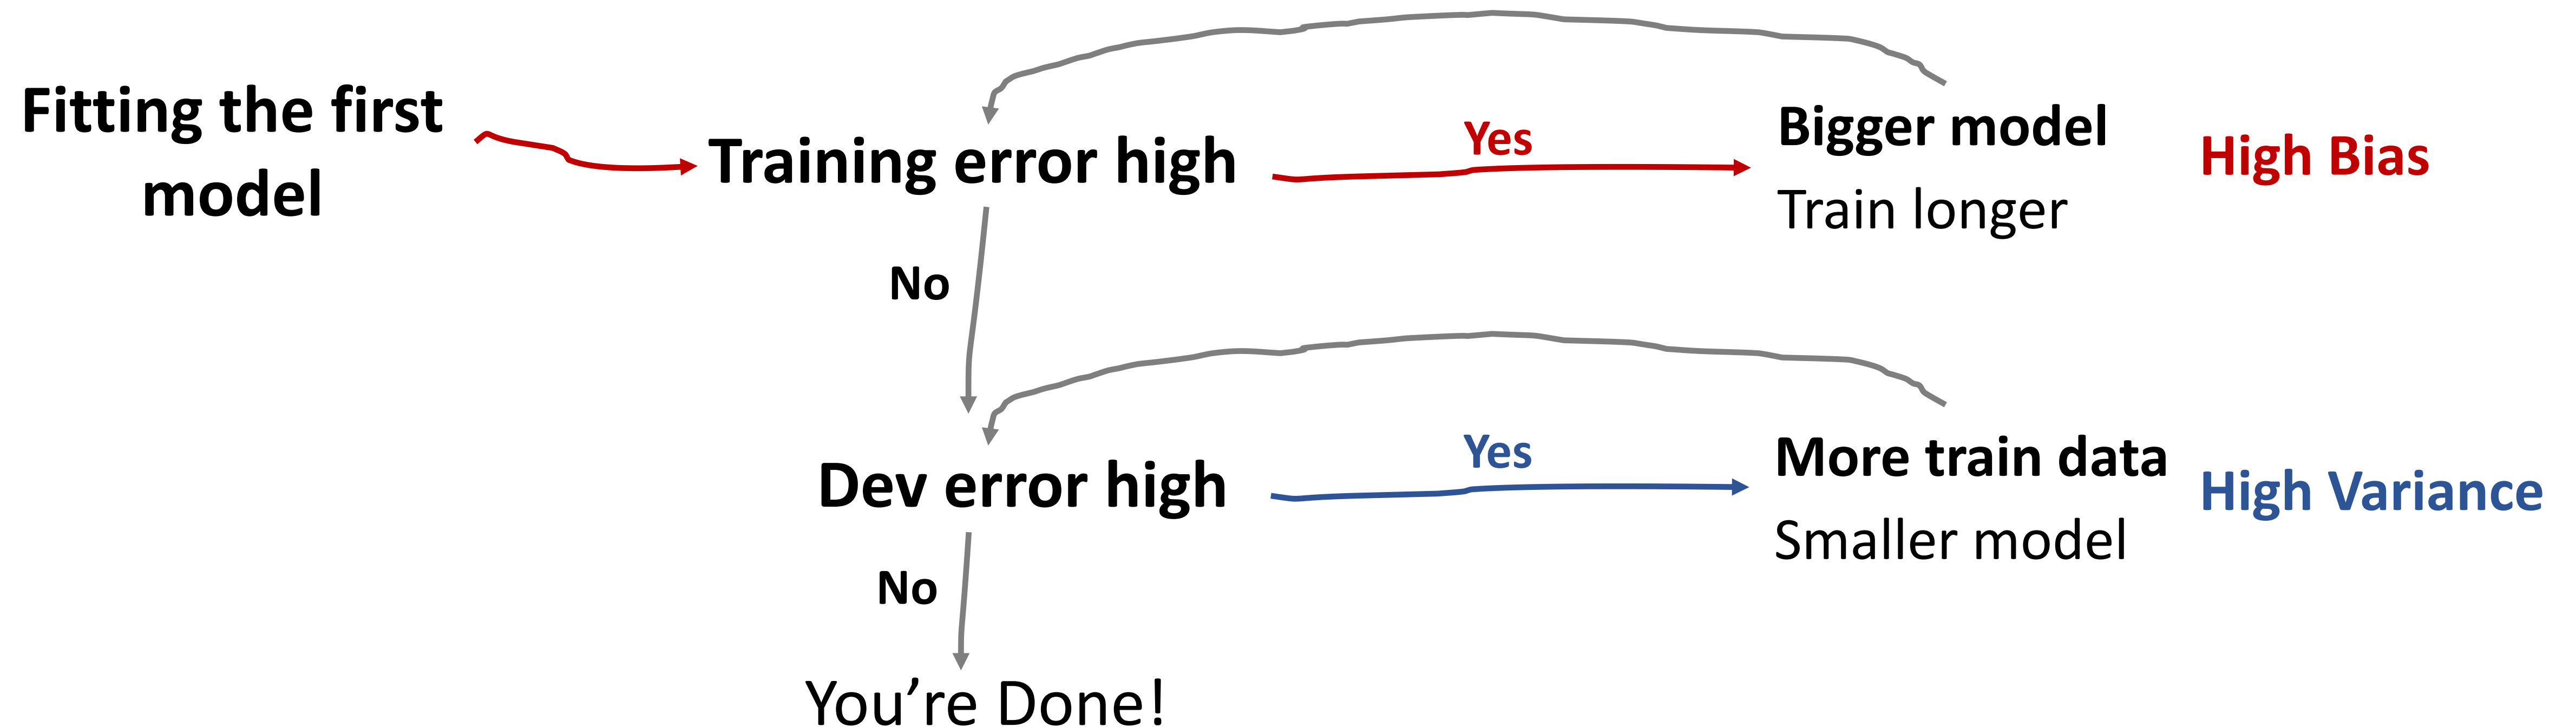 Fitting the first
model
Training error high
Yes
Bigger model
Train longer
High Bias
No
Dev error high
Yes
More train data
Smaller model
High Variance
No
You're Done!